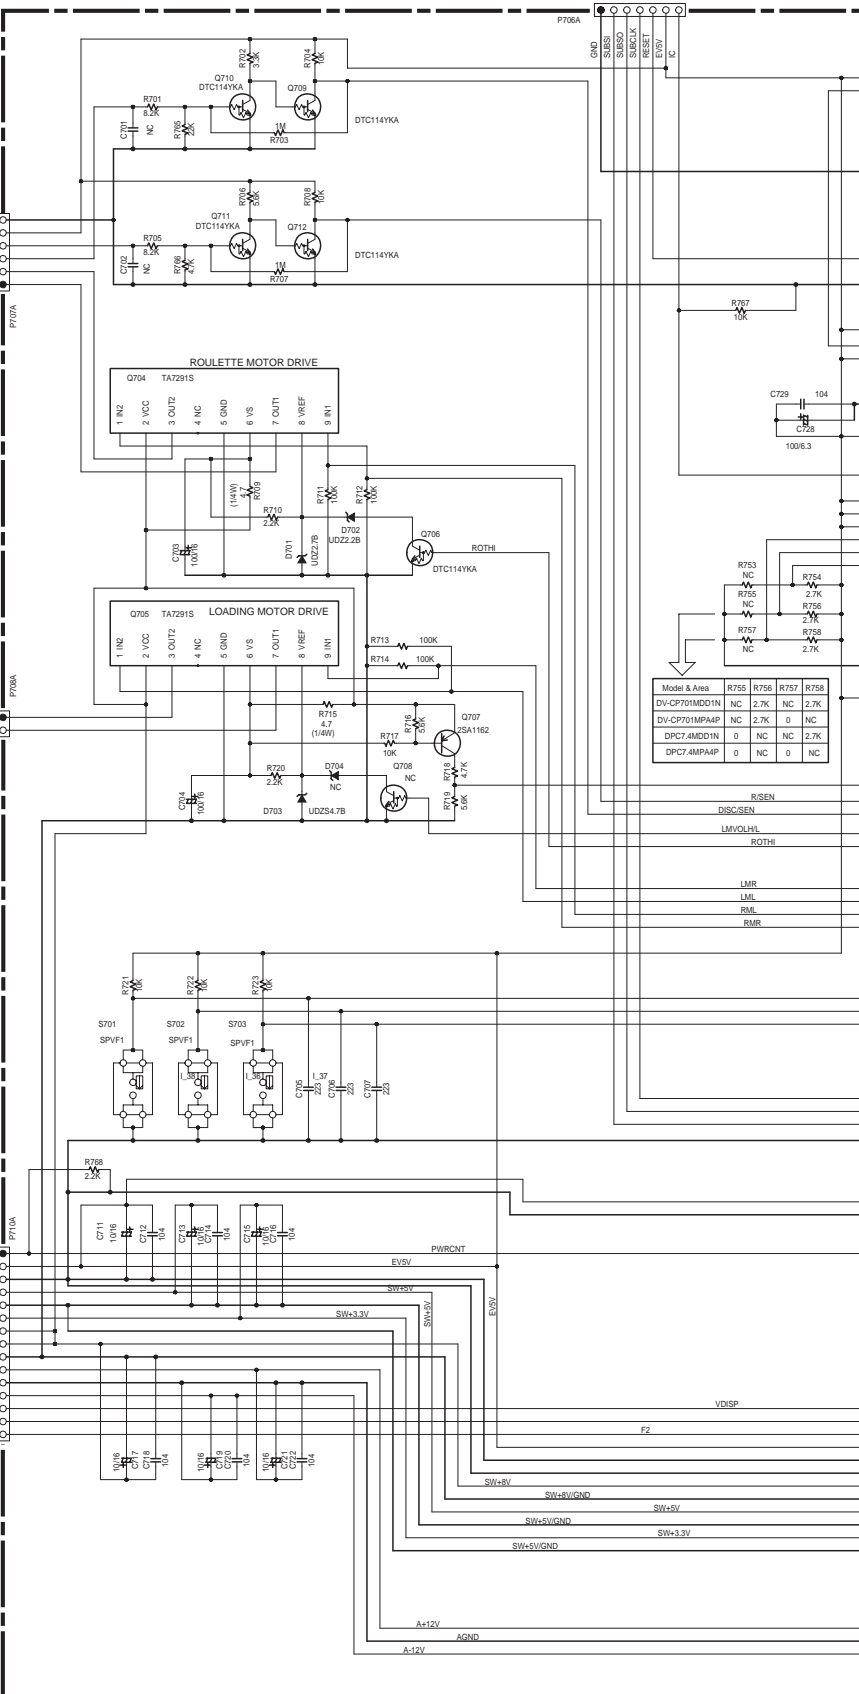 P706A
GND
SUBSI
SUBSO
SUBCLK
RESET
EV5V
IC
R702
3.3K
R704
10K
Q710
DTC114YKA
Q709
DTC114YKA
R701
8.2K
C701
NC
R765
22K
1M
R703
R706
5.6K
R708
10K
Q711
DTC114YKA
Q712
DTC114YKA
R705
8.2K
C702
NC
R766
4.7K
1M
R707
P707A
R767
10K
ROULETTE MOTOR DRIVE
Q704 TA7291S
1 IN2
2 VCC
3 OUT2
4 NC
5 GND
6 VS
7 OUT1
8 VREF
9 IN1
C729 104
C728
100/6.3
(1/4W)
4.7
R709
R711
100K
R712
100K
R710
2.2K
D702
UDZ2.2B
C703
100/16
D701
UDZ2.7B
Q706
DTC114YKA
ROTHI
R753
NC
R754
2.7K
R755
NC
R756
2.7K
R757
NC
R758
2.7K
LOADING MOTOR DRIVE
Q705 TA7291S
1 IN2
2 VCC
3 OUT2
4 NC
5 GND
6 VS
7 OUT1
8 VREF
9 IN1
R713 100K
R714 100K
P708A
Model & Area R755 R756 R757 R758
DV-CP701MDD1N NC 2.7K NC 2.7K
DV-CP701MPA4P NC 2.7K 0 NC
DPC7.4MDD1N 0 NC NC 2.7K
DPC7.4MPA4P 0 NC 0 NC
R715
4.7
(1/4W)
R716
5.6K
Q707
2SA1162
R717
10K
R720
2.2K
D704
NC
Q708
NC
R718
4.7K
R719
5.6K
C704
100/16
D703
UDZS4.7B
R/SEN
DISC/SEN
LMVOLH/L
ROTHI
LMR
LML
RML
RMR
R721
10K
R722
10K
R723
10K
S701
SPVF1
S702
SPVF1
S703
SPVF1
I_38
I_36
I_37
C705
223
C706
223
C707
223
R768
2.2K
P710A
C711
10/16
C712
104
C713
10/16
C714
104
C715
10/16
C716
104
PWRCNT
EV5V
SW+5V
SW+3.3V
SW+5V
EV5V
VDISP
F2
10/16
C717
C718
104
10/16
C719
C720
104
10/16
C721
C722
104
SW+8V
SW+8V/GND
SW+5V
SW+5V/GND
SW+3.3V
SW+5V/GND
A+12V
AGND
A-12V